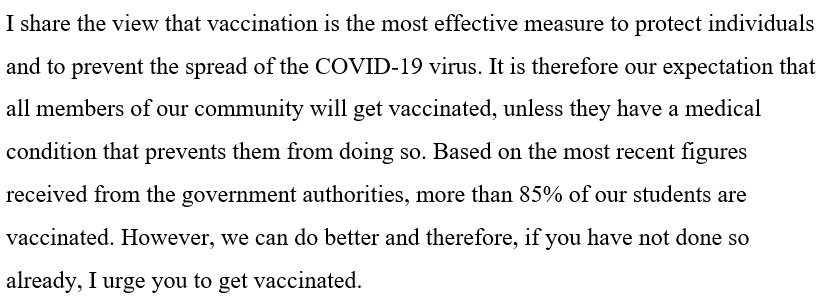 I share the view that vaccination is the most effective measure to protect individuals
and to prevent the spread of the COVID-19 virus. It is therefore our expectation that
all members of our community will get vaccinated, unless they have a medical
condition that prevents them from doing so. Based on the most recent figures
received from the government authorities, more than 85% of our students are
vaccinated. However, we can do better and therefore, if you have not done so
already, I urge you to get vaccinated.